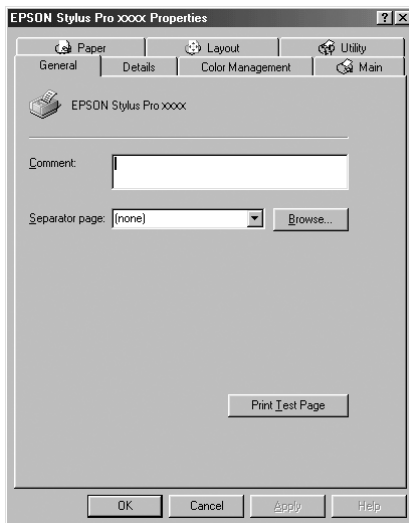 EPSON Stylus Pro xxxx Properties
Paper Layout Utility
General Details Color Management Main
EPSON Stylus Pro xxxx
Comment:
Separator page: (none) Browse...
Print Test Page
OK Cancel Apply Help